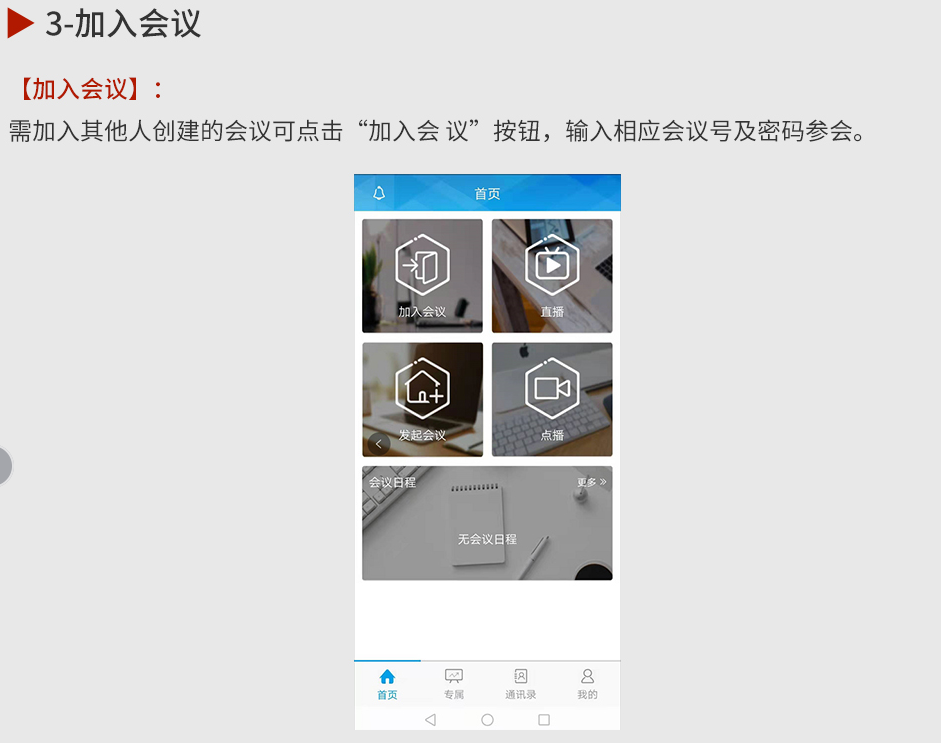 3-加入会议
【加入会议】：
需加入其他人创建的会议可点击“加入会 议”按钮，输入相应会议号及密码参会。
首页
加入会议
直播
发起会议
点播
会议日程
更多
无会议日程
首页
专属
通讯录
我的